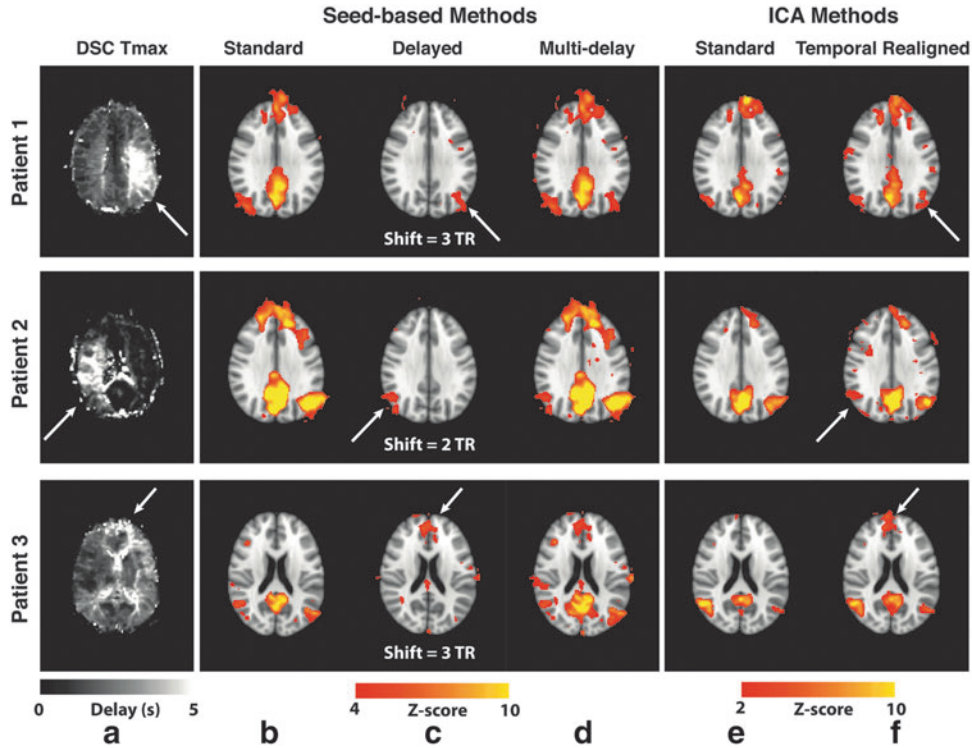 Seed-based Methods ICA Methods
DSC Tmax Standard Delayed Multi-delay Standard Temporal Realigned
Patient 1
Shift = 3 TR
Patient 2
Shift = 2 TR
Patient 3
Shift = 3 TR
0 Delay (s) 5 4 Z-score 10 2 Z-score 10
a b c d e f